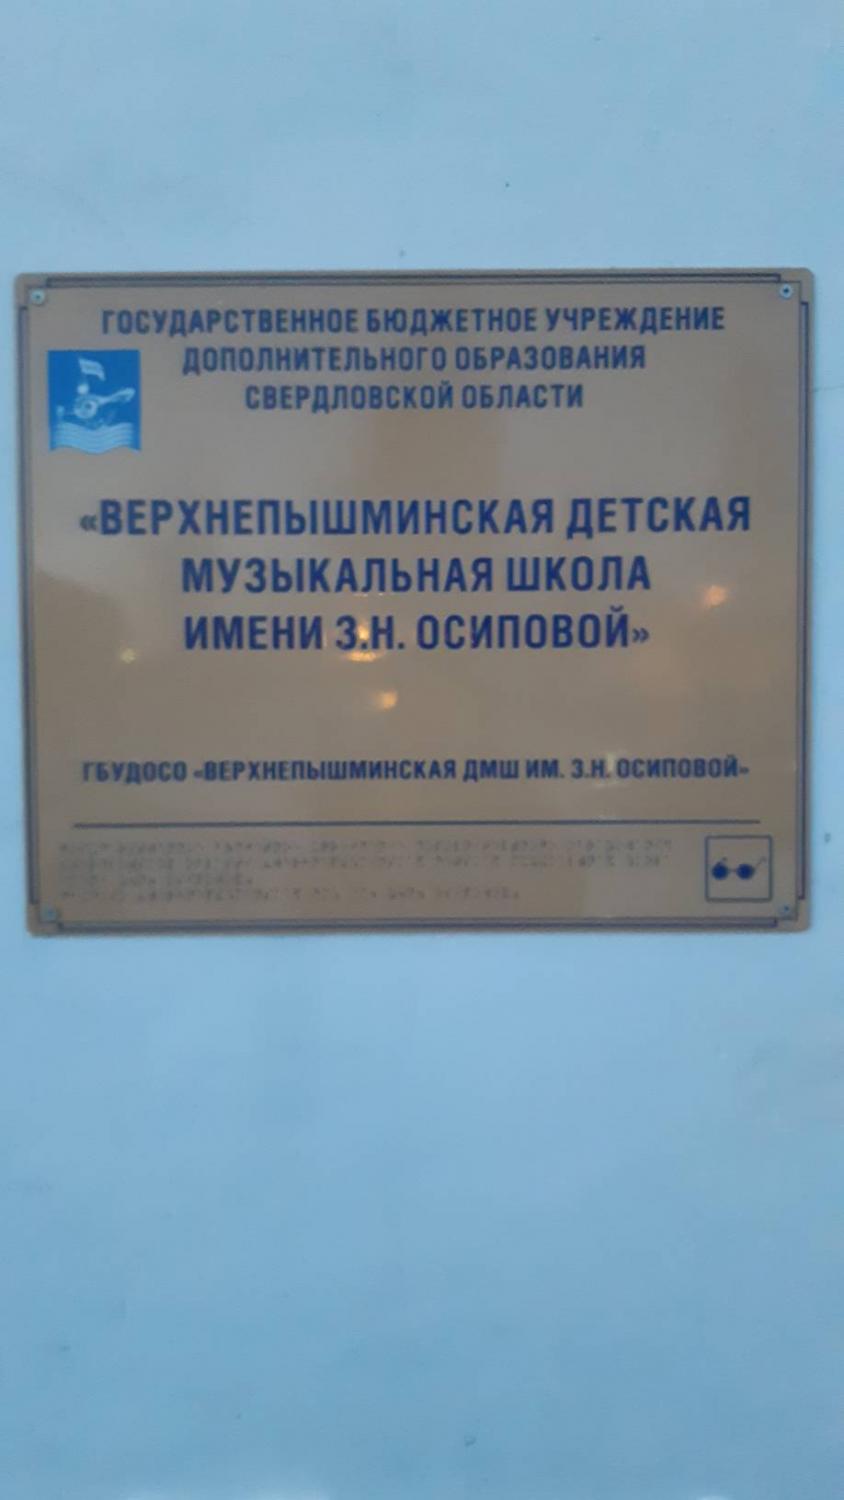 ГОСУДАРСТВЕННОЕ БЮДЖЕТНОЕ УЧРЕЖДЕНИЕ
ДОПОЛНИТЕЛЬНОГО ОБРАЗОВАНИЯ
СВЕРДЛОВСКОЙ ОБЛАСТИ
«ВЕРХНЕПЫШМИНСКАЯ ДЕТСКАЯ
МУЗЫКАЛЬНАЯ ШКОЛА
ИМЕНИ З.Н. ОСИПОВОЙ»
ГБУДОСО «ВЕРХНЕПЫШМИНСКАЯ ДМШ ИМ. З.Н. ОСИПОВОЙ»